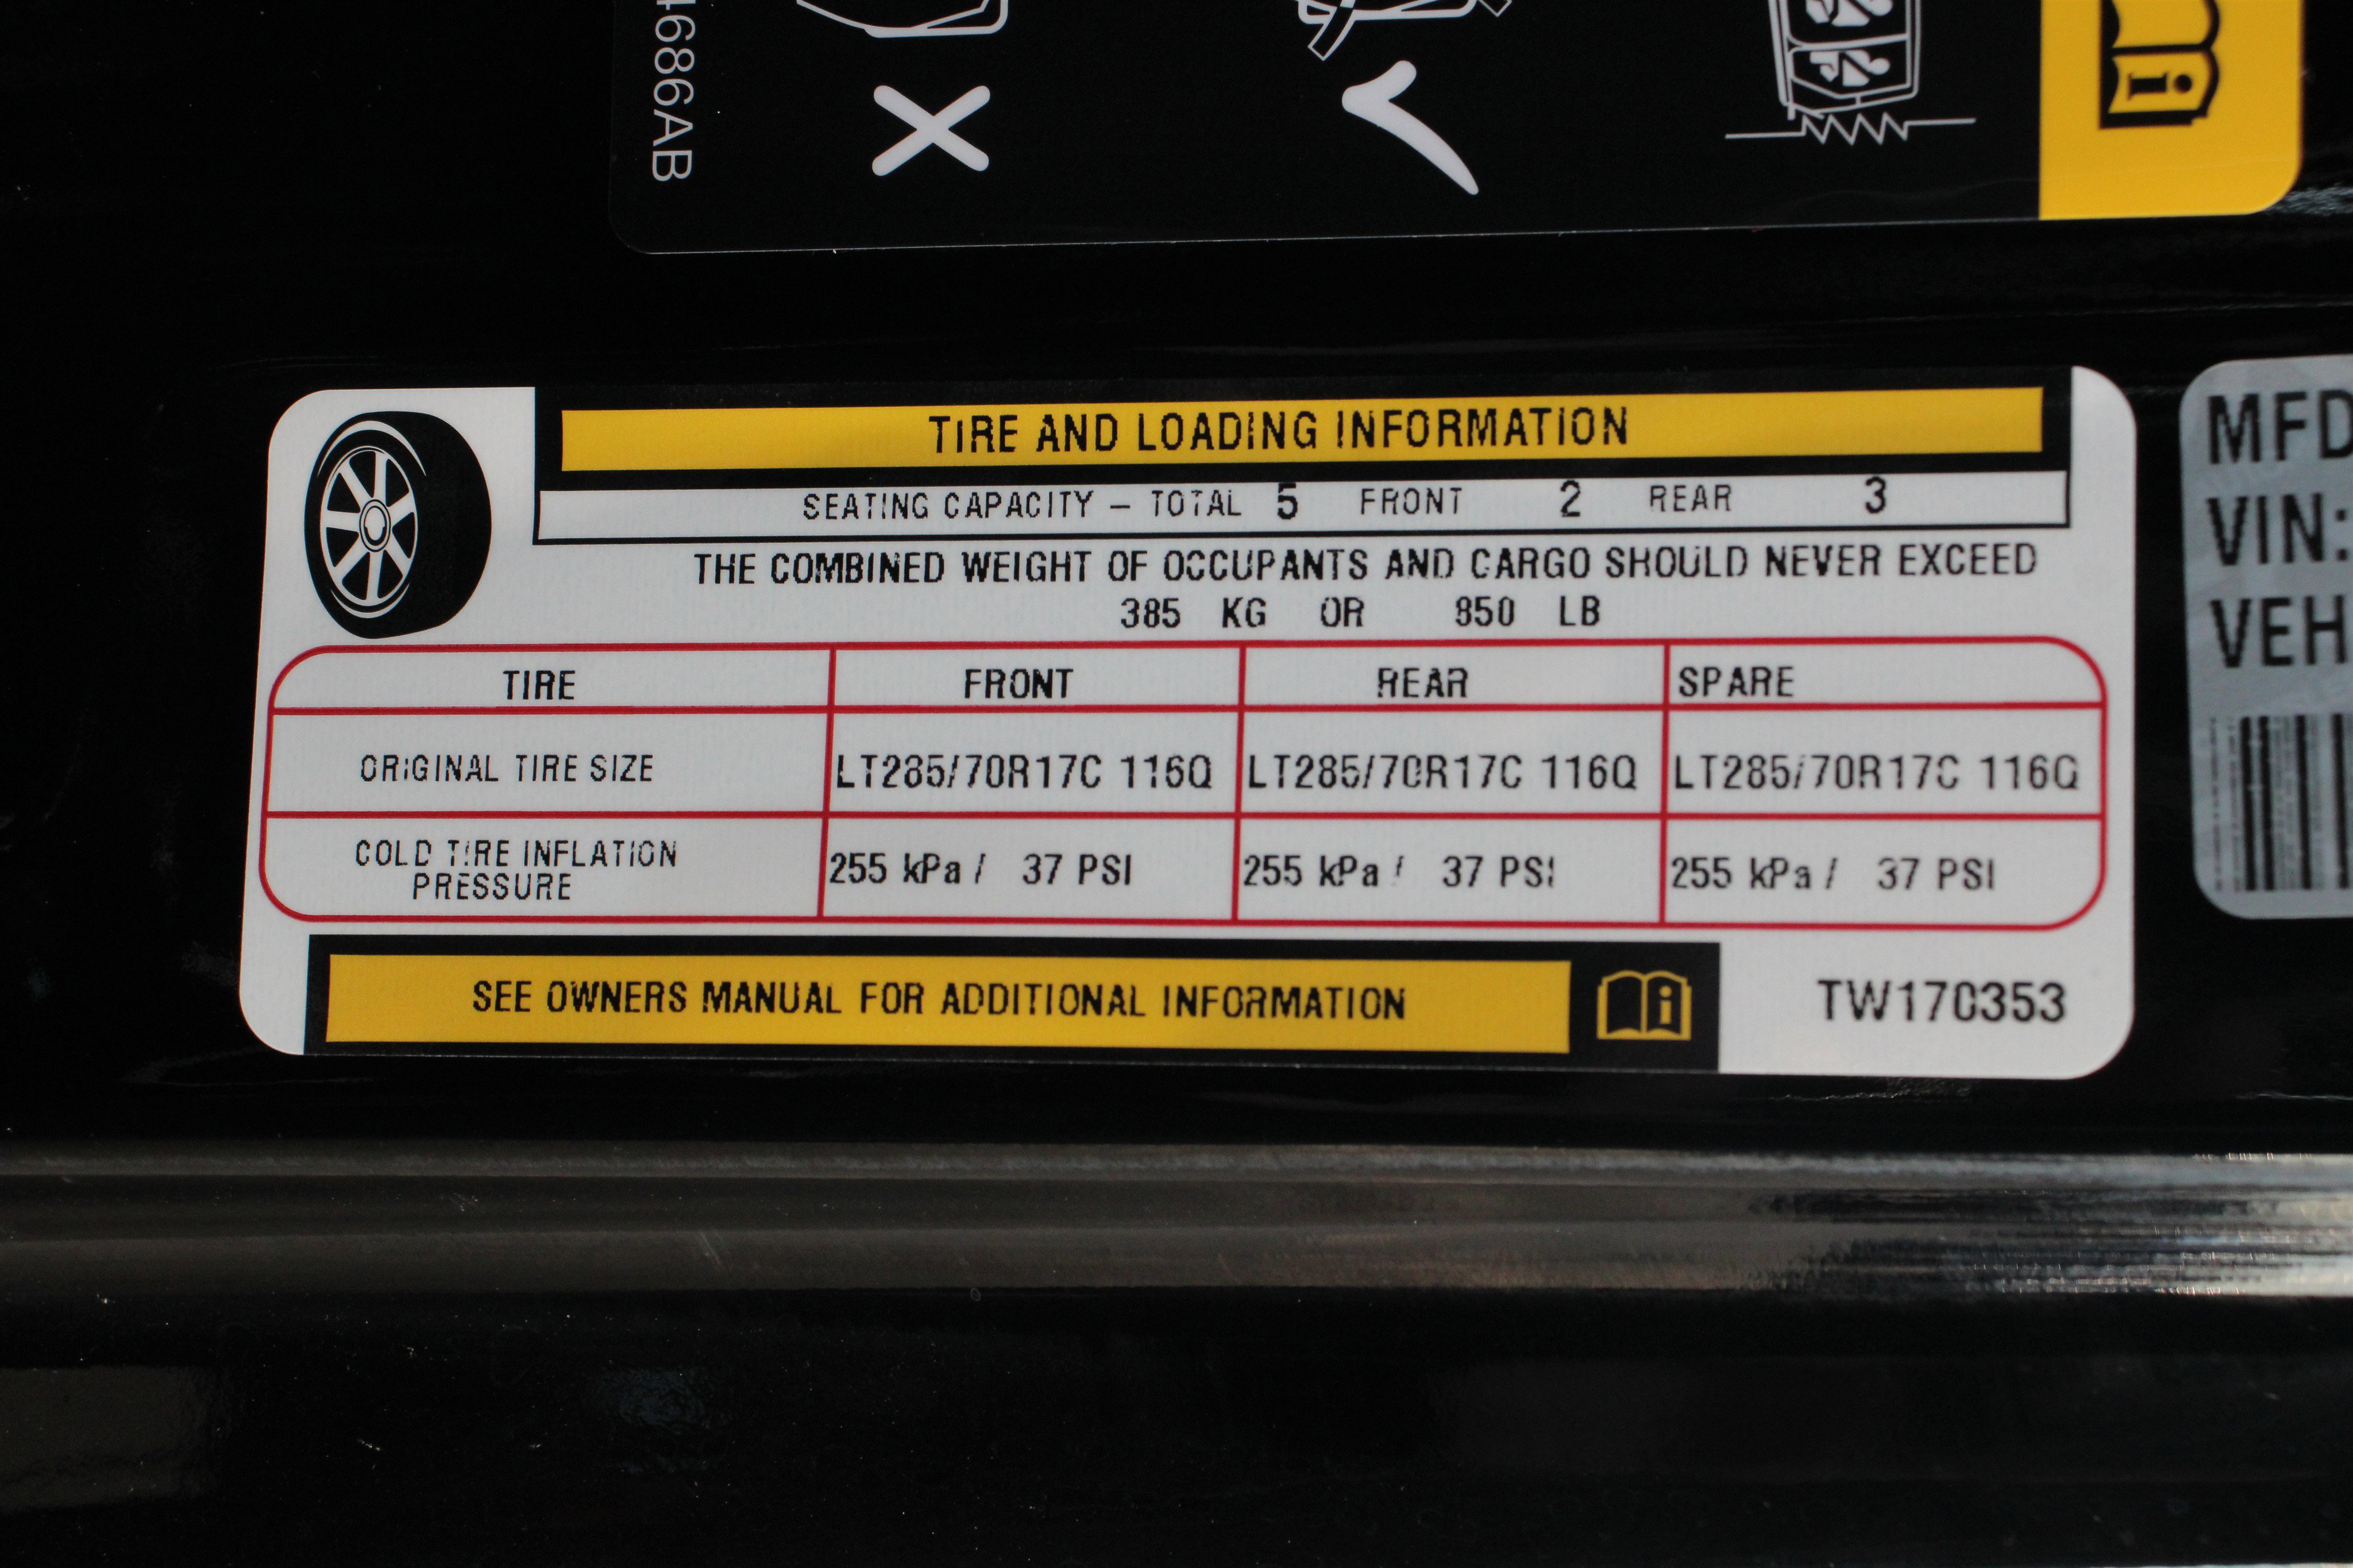 4686AB
TIRE AND LOADING INFORMATION
SEATING CAPACITY – TOTAL 5 FRONT 2 REAR 3
THE COMBINED WEIGHT OF OCCUPANTS AND CARGO SHOULD NEVER EXCEED
385 KG OR 850 LB
TIRE FRONT REAR SPARE
ORIGINAL TIRE SIZE LT285/70R17C 116Q LT285/70R17C 116Q LT285/70R17C 116Q
COLD TIRE INFLATION
PRESSURE 255 kPa / 37 PSI 255 kPa / 37 PSI 255 kPa / 37 PSI
SEE OWNERS MANUAL FOR ADDITIONAL INFORMATION
TW170353
MFD
VIN:
VEH